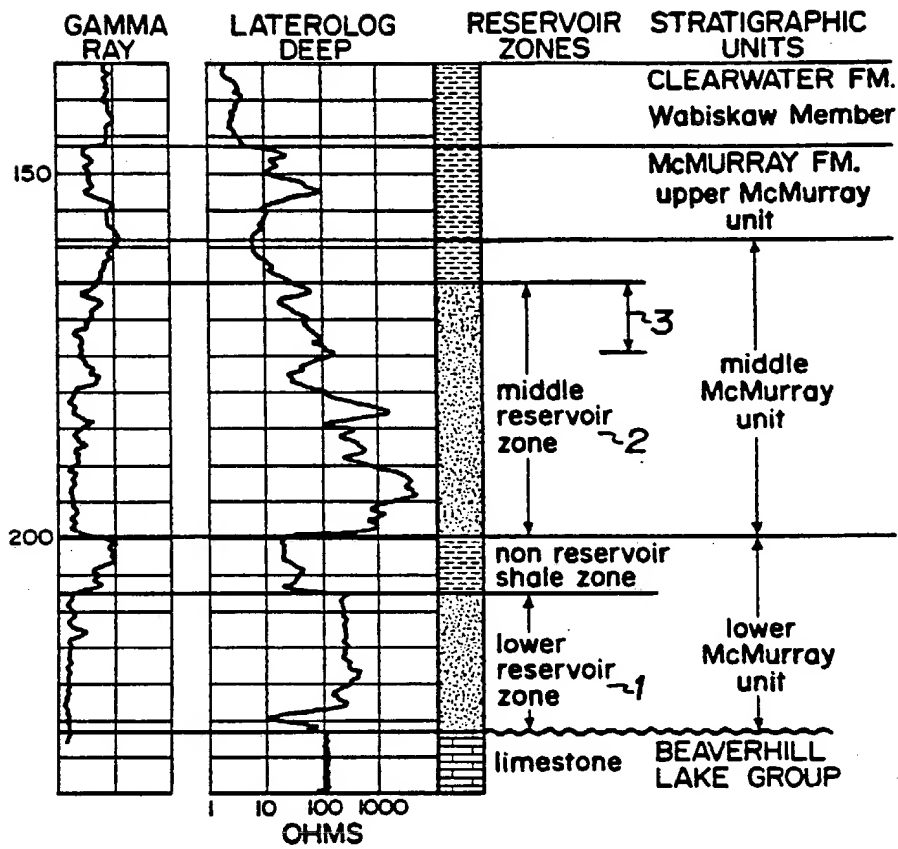 GAMMA
RAY
LATEROLOG
DEEP
RESERVOIR
ZONES
STRATIGRAPHIC
UNITS
CLEARWATER FM.
Wabiskaw Member
McMURRAY FM.
upper McMurray
unit
150
3
middle
reservoir
zone
2
middle
McMurray
unit
200
non reservoir
shale zone
lower
reservoir
zone
1
lower
McMurray
unit
limestone
BEAVERHILL
LAKE GROUP
1 10 100 1000
OHMS